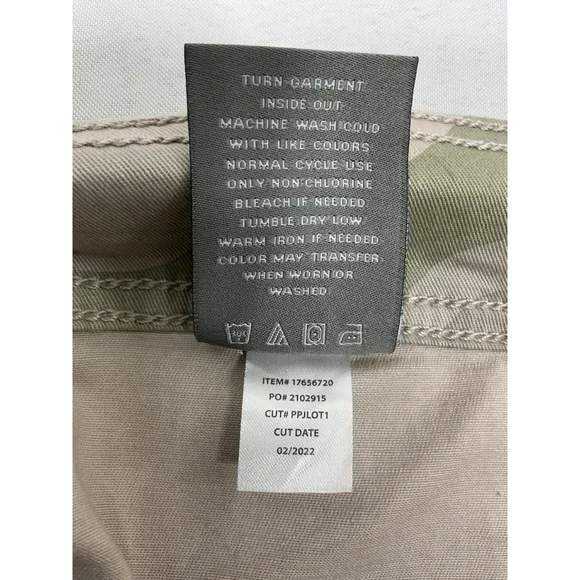 TURN GARMENT
INSIDE OUT
MACHINE WASH COLD
WITH LIKE COLORS
NORMAL CYCLE USE
ONLY NON-CHLORINE
BLEACH IF NEEDED
TUMBLE DRY LOW
WARM IRON IF NEEDED
COLOR MAY TRANSFER
WHEN WORN OR
WASHED
ITEM# 17656720
PO# 2102915
CUT# PPJLOT1
CUT DATE
02/2022